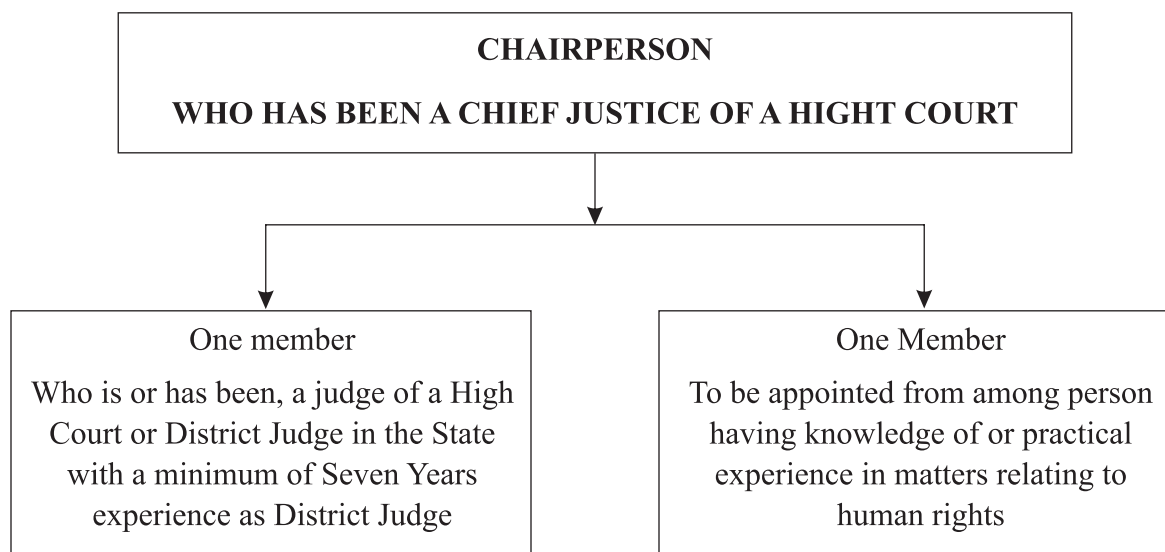 CHAIRPERSON
WHO HAS BEEN A CHIEF JUSTICE OF A HIGHT COURT
One member
Who is or has been, a judge of a High
Court or District Judge in the State
with a minimum of Seven Years
experience as District Judge
One Member
To be appointed from among person
having knowledge of or practical
experience in matters relating to
human rights